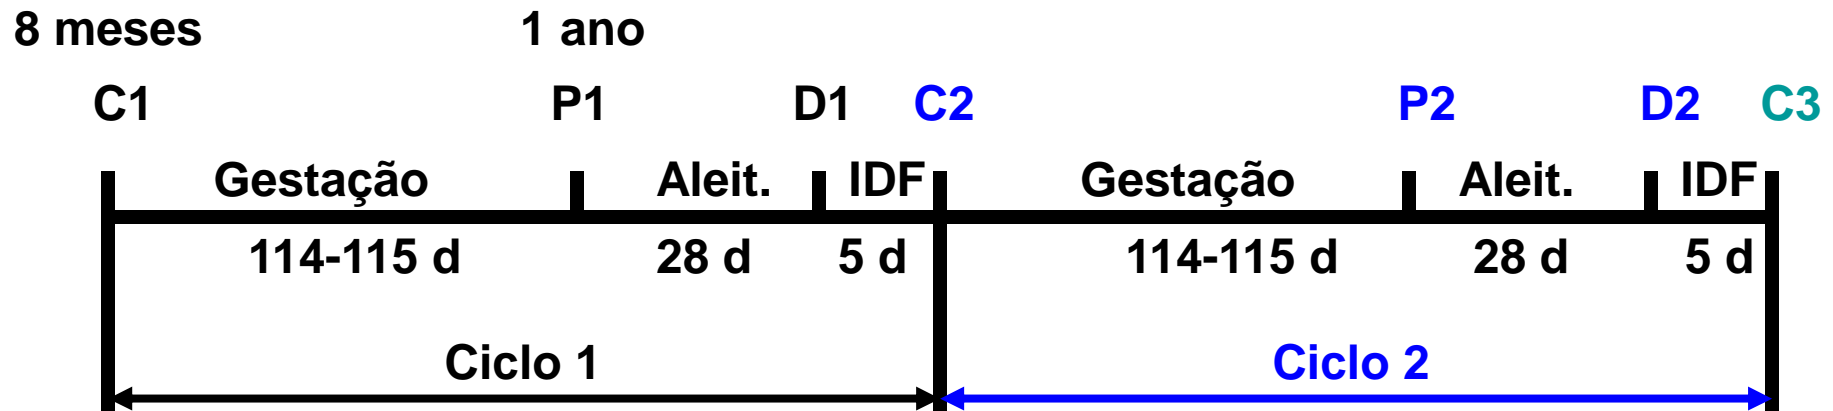 8 meses 1 ano
C1 P1 D1 C2 P2 D2 C3
Gestação Aleit. IDF Gestação Aleit. IDF
114-115 d 28 d 5 d 114-115 d 28 d 5 d
Ciclo 1 Ciclo 2